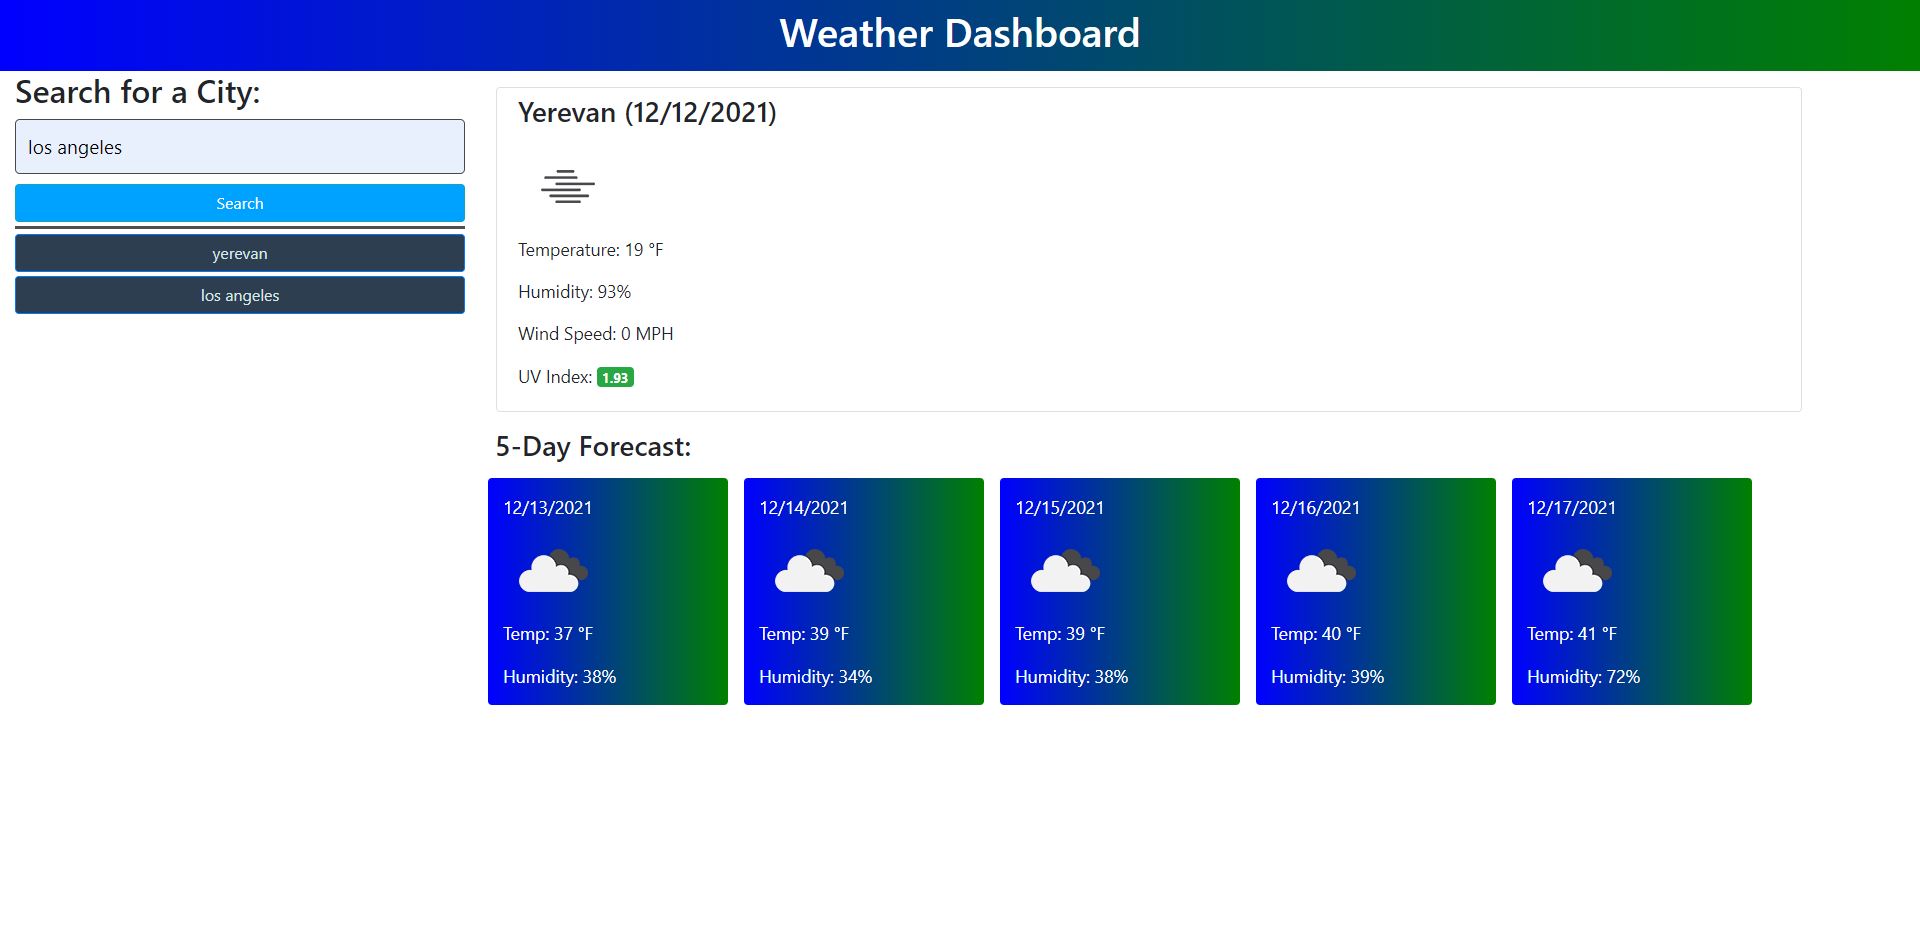 Weather Dashboard
Search for a City:
los angeles
Search
yerevan
los angeles
Yerevan (12/12/2021)
Temperature: 19 °F
Humidity: 93%
Wind Speed: 0 MPH
UV Index: 1.93
5-Day Forecast:
12/13/2021
Temp: 37 °F
Humidity: 38%
12/14/2021
Temp: 39 °F
Humidity: 34%
12/15/2021
Temp: 39 °F
Humidity: 38%
12/16/2021
Temp: 40 °F
Humidity: 39%
12/17/2021
Temp: 41 °F
Humidity: 72%